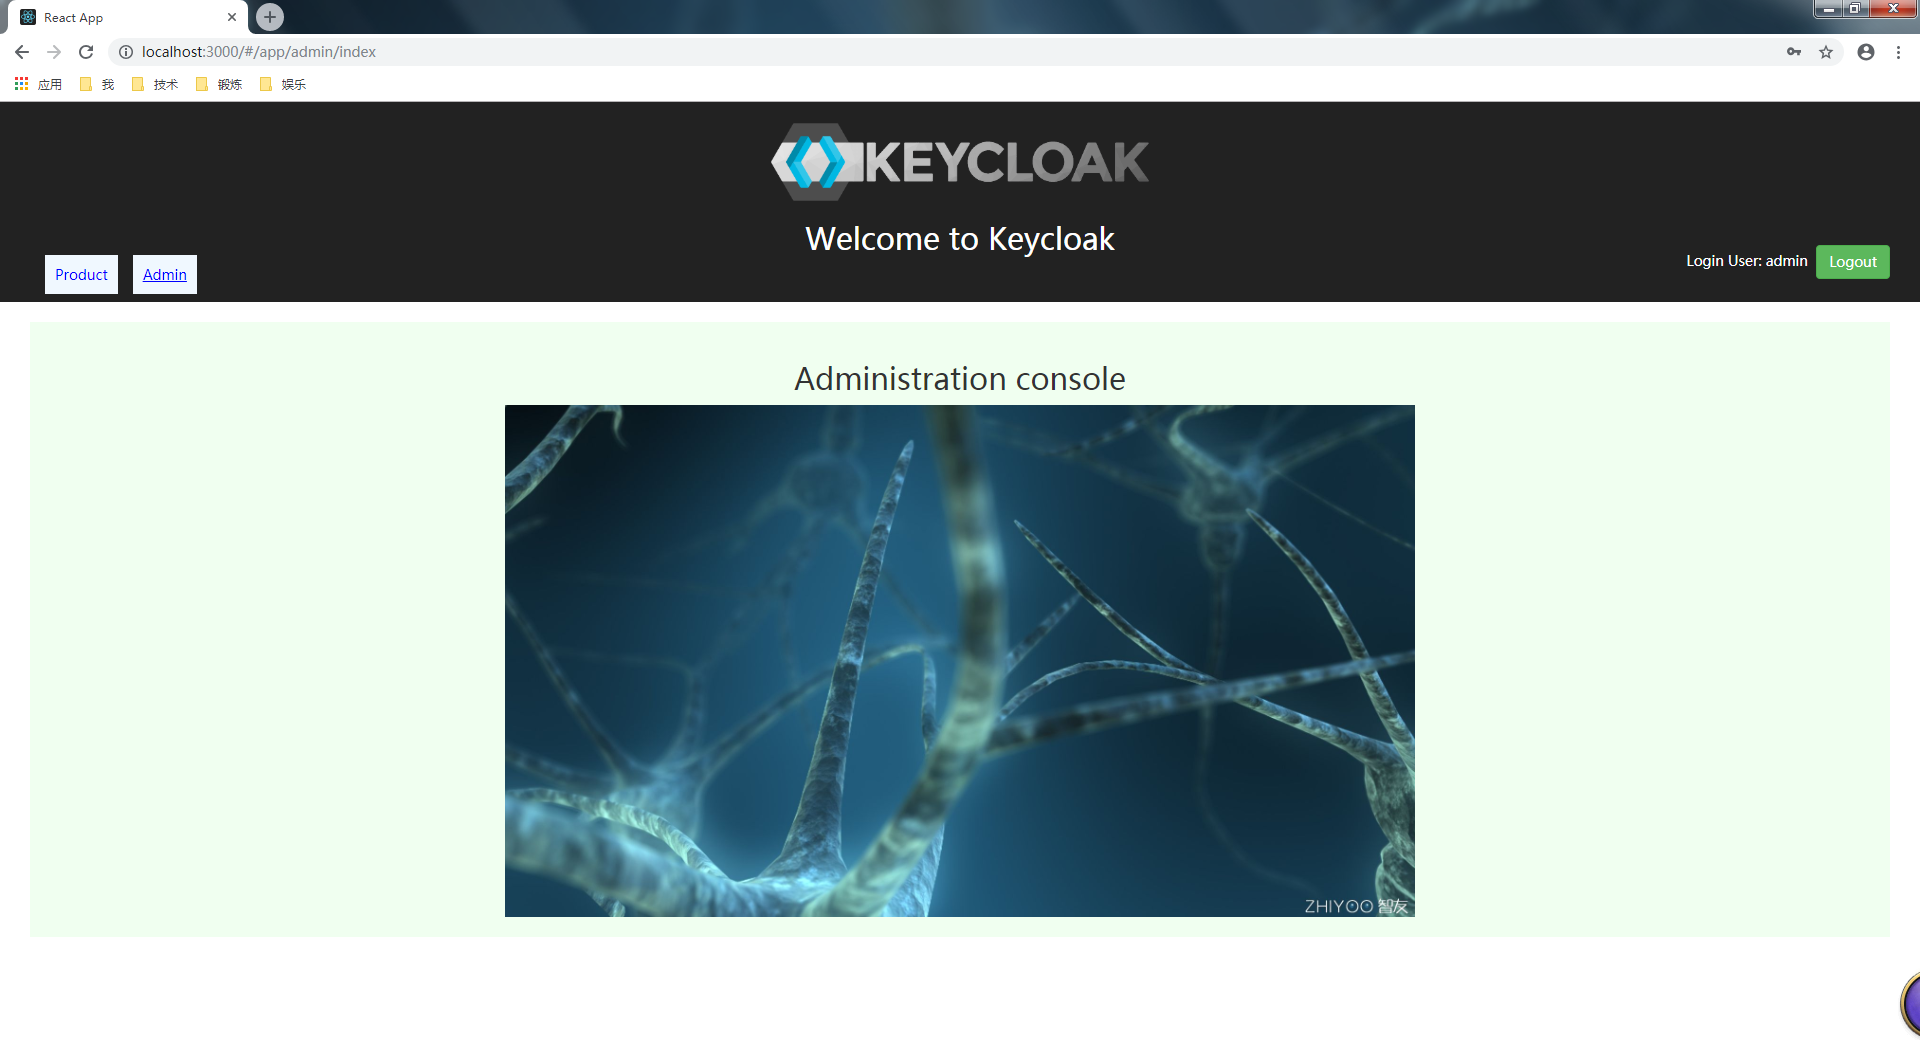 React App
localhost:3000/#/app/admin/index
应用 我 技术 锻炼 娱乐
KEYCLOAK
Welcome to Keycloak
Product Admin
Login User: admin Logout
Administration console
ZHIYOO 智友